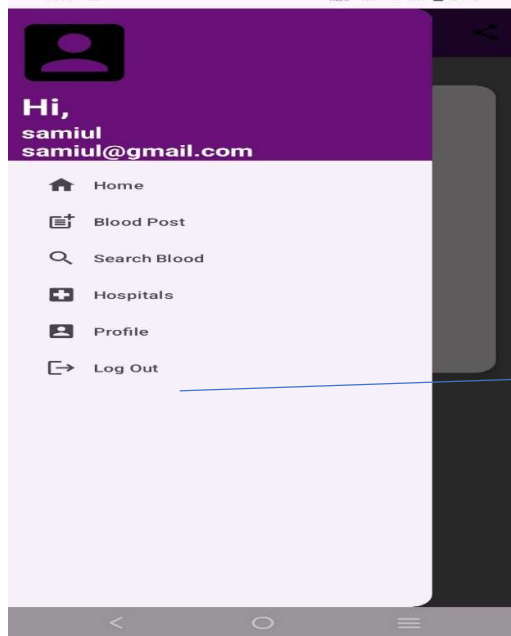 Hi,
samiul
samiul@gmail.com
Home
Blood Post
Search Blood
Hospitals
Profile
Log Out